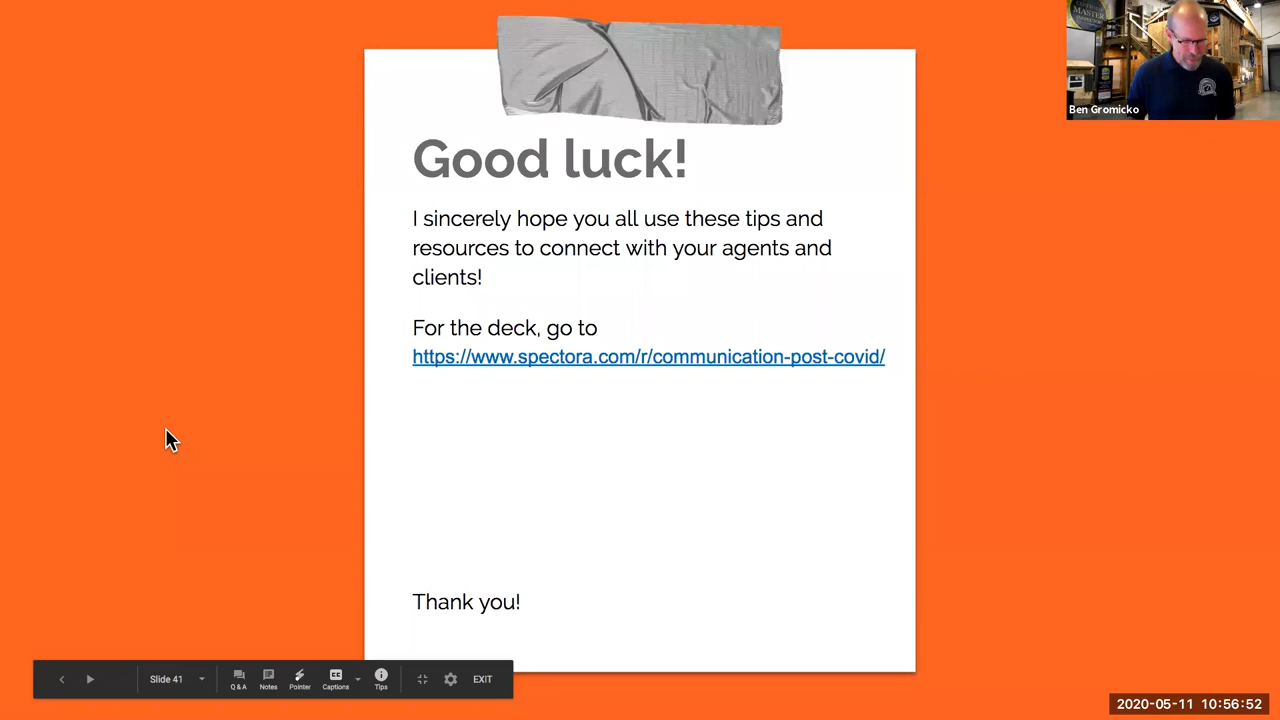 MASTER
Ben Gromicko
Good luck!
I sincerely hope you all use these tips and
resources to connect with your agents and
clients!
For the deck, go to
https://www.spectora.com/r/communication-post-covid/
Thank you!
Slide 41
Q & A
Notes
Pointer
CC
Captions
Tips
EXIT
2020-05-11 10:56:52